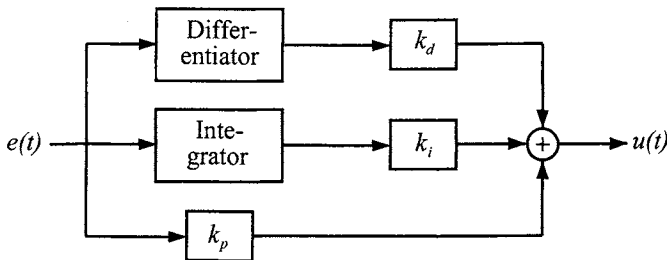 Differ-
entiator
k_d
e(t)
Inte-
grator
k_i
+
u(t)
k_p